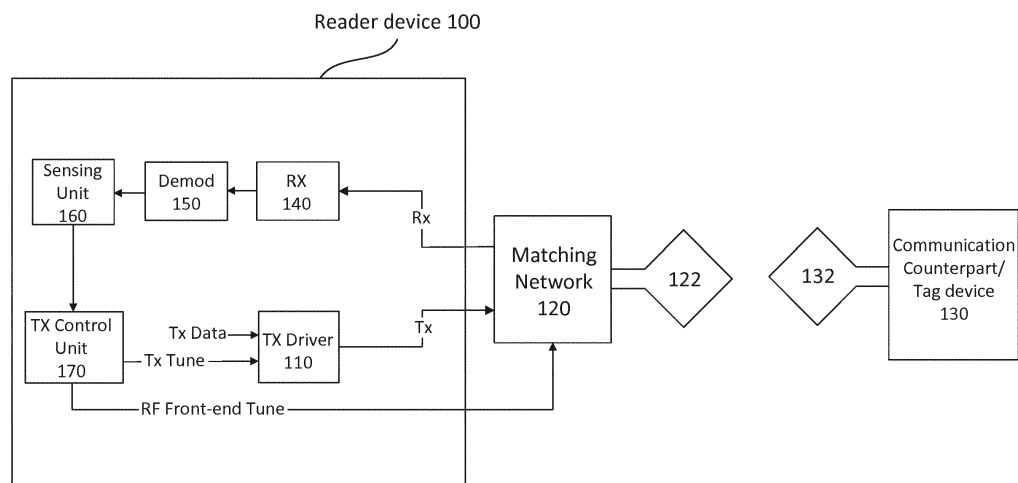 Reader device 100
Sensing
Unit
160
Demod
150
RX
140
Rx
Matching
Network
120
122
132
Communication
Counterpart/
Tag device
130
TX Control
Unit
170
Tx Data
Tx Tune
TX Driver
110
Tx
RF Front-end Tune